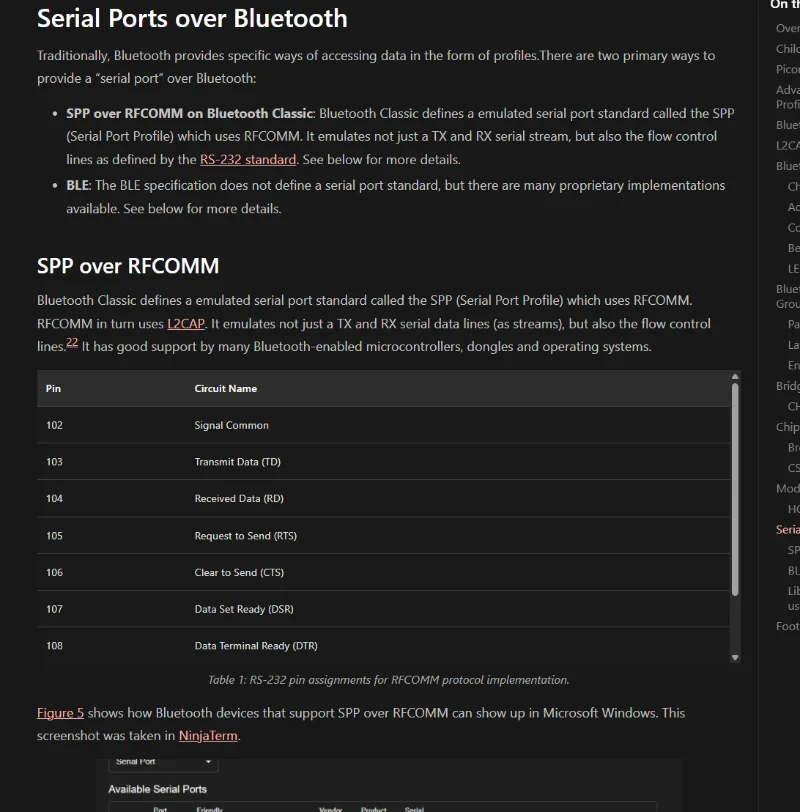 Serial Ports over Bluetooth
Traditionally, Bluetooth provides specific ways of accessing data in the form of profiles.There are two primary ways to
provide a "serial port" over Bluetooth:
• SPP over RFCOMM on Bluetooth Classic: Bluetooth Classic defines a emulated serial port standard called the SPP
(Serial Port Profile) which uses RFCOMM. It emulates not just a TX and RX serial stream, but also the flow control
lines as defined by the RS-232 standard. See below for more details.
• BLE: The BLE specification does not define a serial port standard, but there are many proprietary implementations
available. See below for more details.
SPP over RFCOMM
Bluetooth Classic defines a emulated serial port standard called the SPP (Serial Port Profile) which uses RFCOMM.
RFCOMM in turn uses L2CAP. It emulates not just a TX and RX serial data lines (as streams), but also the flow control
lines.22 It has good support by many Bluetooth-enabled microcontrollers, dongles and operating systems.
Pin Circuit Name
102 Signal Common
103 Transmit Data (TD)
104 Received Data (RD)
105 Request to Send (RTS)
106 Clear to Send (CTS)
107 Data Set Ready (DSR)
108 Data Terminal Ready (DTR)
Table 1: RS-232 pin assignments for RFCOMM protocol implementation.
Figure 5 shows how Bluetooth devices that support SPP over RFCOMM can show up in Microsoft Windows. This
screenshot was taken in NinjaTerm.
Serial Port
Available Serial Ports
Port Friendly Vendor Product Serial
On th
Over
Chil
Pico
Adva
Profi
Blue
L2CA
Blue
Ch
Ac
Co
Be
LE
Blue
Grou
Pa
La
En
Bridg
CH
Chip
Br
CS
Mod
HC
Seria
SP
BL
Lib
us
Foot